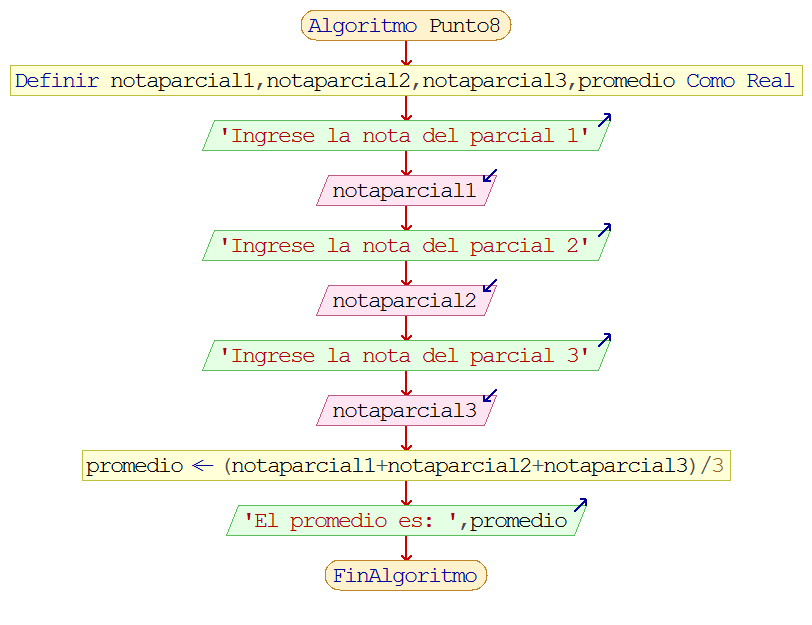 Algoritmo Punto8
Definir notaparcial1,notaparcial2,notaparcial3,promedio Como Real
'Ingrese la nota del parcial 1'
notaparcial1
'Ingrese la nota del parcial 2'
notaparcial2
'Ingrese la nota del parcial 3'
notaparcial3
promedio ← (notaparcial1+notaparcial2+notaparcial3)/3
'El promedio es: ',promedio
FinAlgoritmo